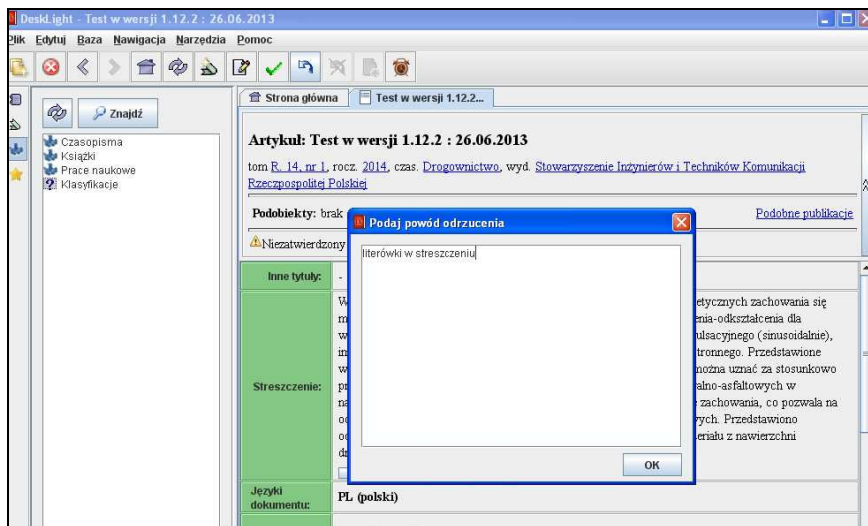 DeskLight - Test w wersji 1.12.2 : 26.06.2013
Plik Edytuj Baza Nawigacja Narzędzia Pomoc
Znajdź
Czasopisma
Książki
Prace naukowe
Klasyfikacje
Strona główna
Test w wersji 1.12.2...
Artykuł: Test w wersji 1.12.2 : 26.06.2013
tom R. 14, nr 1, rocz. 2014, czas. Drogownictwo, wyd. Stowarzyszenie Inżynierów i Techników Komunikacji
Rzeczpospolitej Polskiej
Podobiekty: brak
Podobne publikacje
Niezatwierdzony
Podaj powód odrzucenia
literówki w streszczeniu
OK
Inne tytuły: -
Streszczenie:
etycznych zachowania się
enia-odkształcenia dla
ulsacyjnego (sinusoidalnie),
tronnego. Przedstawione
można uznać za stosunkowo
alno-asfaltowych w
zachowania, co pozwala na
ych. Przedstawiono
eriału z nawierzchni
Języki
dokumentu:
PL (polski)